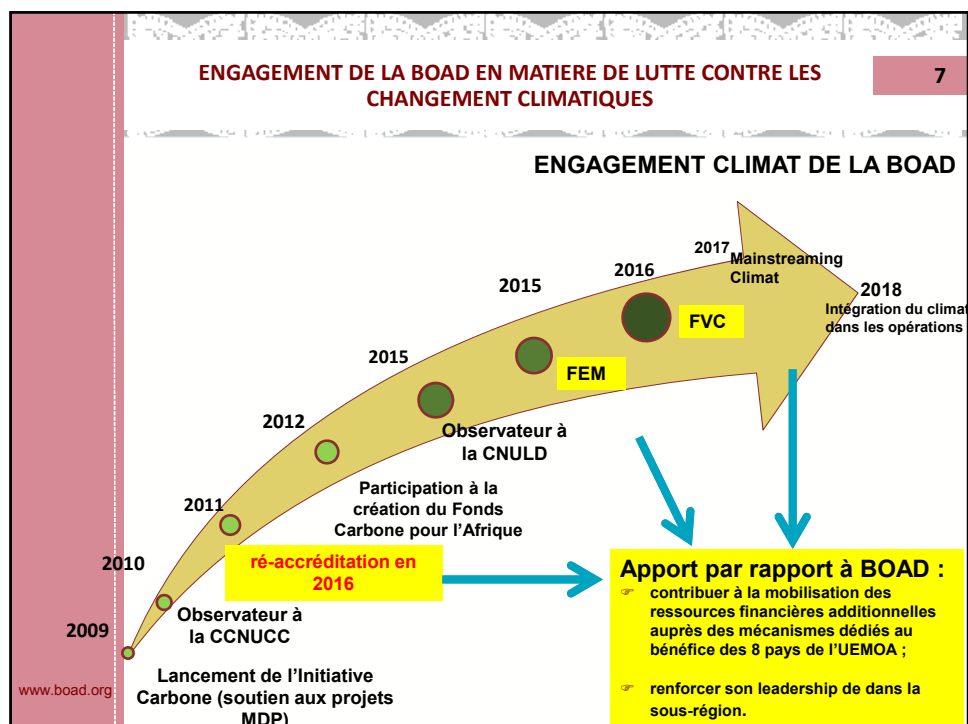 ENGAGEMENT DE LA BOAD EN MATIERE DE LUTTE CONTRE LES
CHANGEMENT CLIMATIQUES
7
ENGAGEMENT CLIMAT DE LA BOAD
2009
Lancement de l'Initiative
Carbone (soutien aux projets
MDP)
2010
Observateur à
la CCNUCC
2011
ré-accréditation en
2016
2012
Participation à la
création du Fonds
Carbone pour l'Afrique
2015
Observateur à
la CNULD
2015
FEM
2016
FVC
2017
Mainstreaming
Climat
2018
Intégration du climat
dans les opérations
Apport par rapport à BOAD :
☞ contribuer à la mobilisation des
ressources financières additionnelles
auprès des mécanismes dédiés au
bénéfice des 8 pays de l'UEMOA ;
☞ renforcer son leadership de dans la
sous-région.
www.boad.org